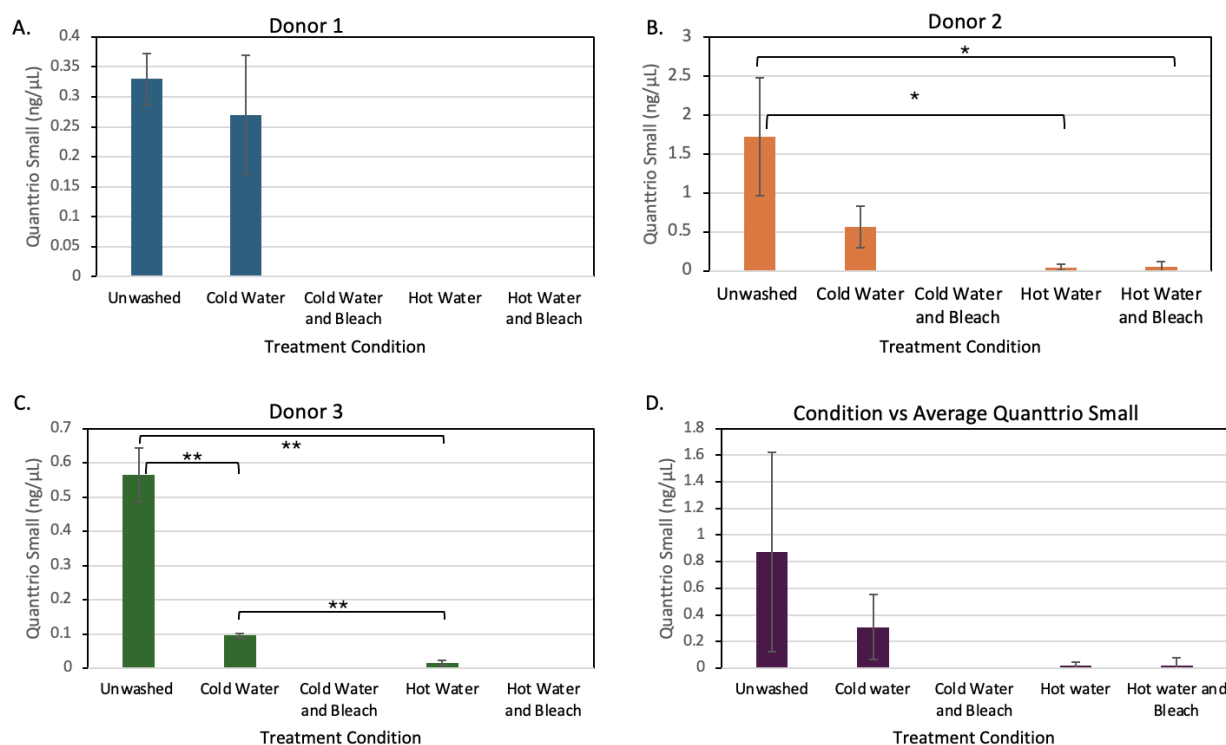 A.
Donor 1
Quanttrio Small (ng/µL)
0.4
0.35
0.3
0.25
0.2
0.15
0.1
0.05
0
Unwashed
Cold Water
Cold Water
and Bleach
Hot Water
Hot Water
and Bleach
Treatment Condition
B.
Donor 2
Quanttrio Small (ng/µL)
3
2.5
2
1.5
1
0.5
0
*
*
Unwashed
Cold Water
Cold Water
and Bleach
Hot Water
Hot Water
and Bleach
Treatment Condition
C.
Donor 3
Quanttrio Small (ng/µL)
0.7
0.6
0.5
0.4
0.3
0.2
0.1
0
**
**
**
Unwashed
Cold Water
Cold Water
and Bleach
Hot Water
Hot Water
and Bleach
Treatment Condition
D.
Condition vs Average Quanttrio Small
Quanttrio Small (ng/µL)
1.8
1.6
1.4
1.2
1
0.8
0.6
0.4
0.2
0
Unwashed
Cold water
Cold Water
and Bleach
Hot water
Hot water and
Bleach
Treatment Condition